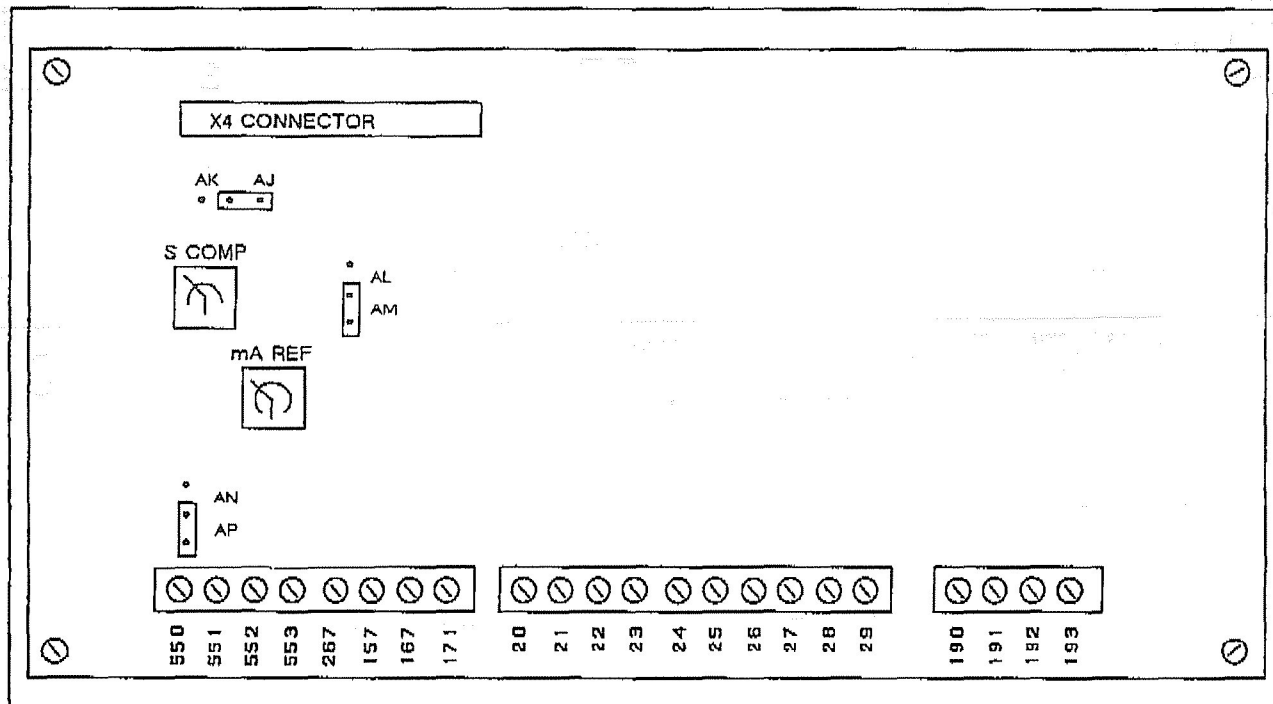 X4 CONNECTOR
AK AJ
S COMP
AL
AM
mA REF
AN
AP
550 551 552 553 267 157 167 171 20 21 22 23 24 25 26 27 28 29 190 191 192 193